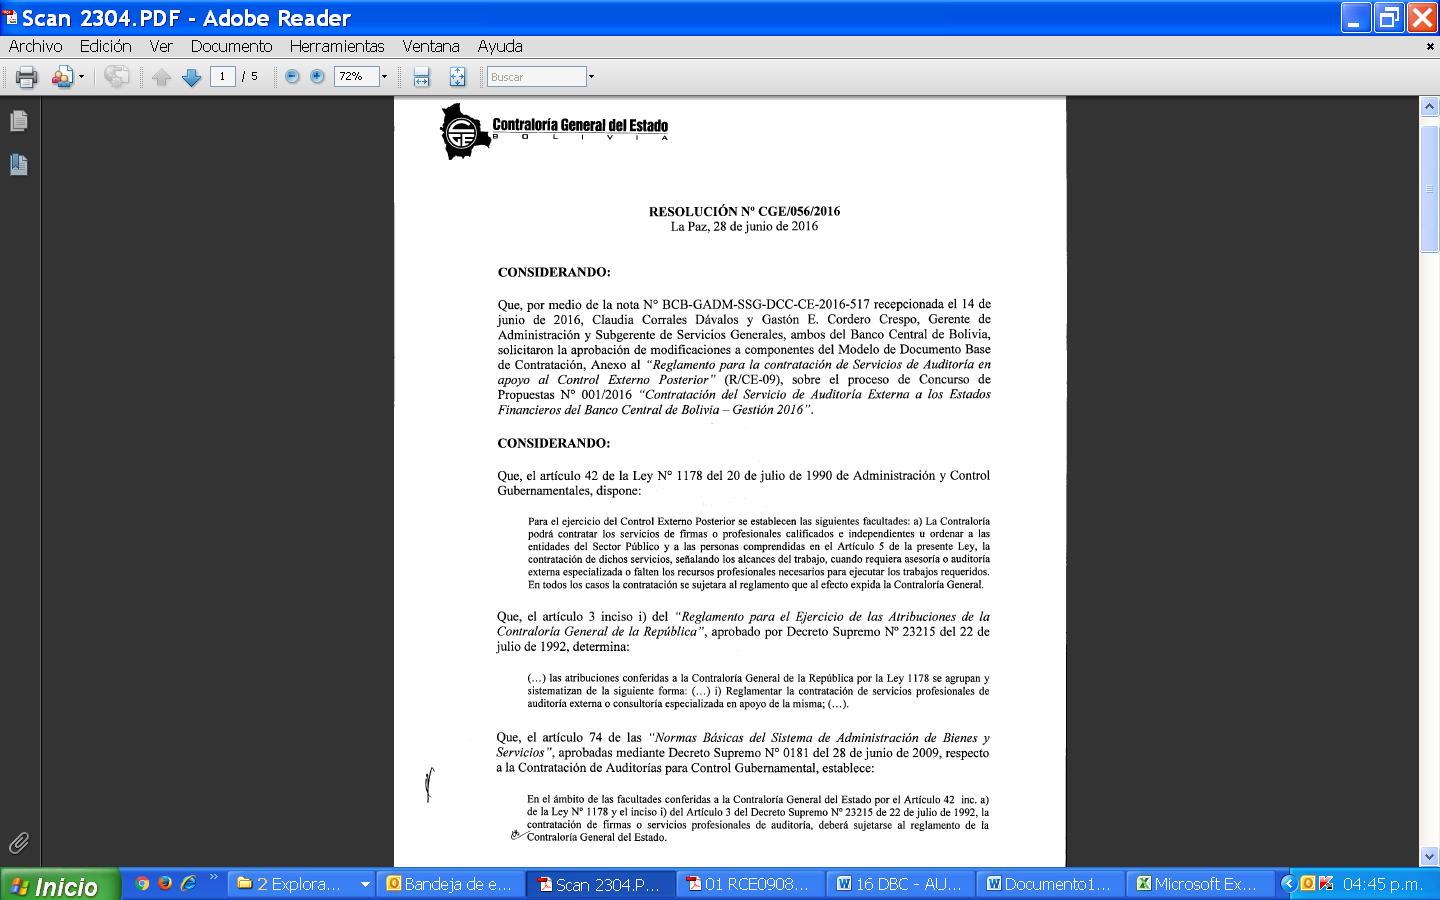 Scan 2304.PDF - Adobe Reader
Archivo Edición Ver Documento Herramientas Ventana Ayuda
1 / 5 72% Buscar
Contraloría General del Estado
B O L I V I A
RESOLUCIÓN Nº CGE/056/2016
La Paz, 28 de junio de 2016
CONSIDERANDO:
Que, por medio de la nota N° BCB-GADM-SSG-DCC-CE-2016-517 recepcionada el 14 de
junio de 2016, Claudia Corrales Dávalos y Gastón E. Cordero Crespo, Gerente de
Administración y Subgerente de Servicios Generales, ambos del Banco Central de Bolivia,
solicitaron la aprobación de modificaciones a componentes del Modelo de Documento Base
de Contratación, Anexo al “Reglamento para la contratación de Servicios de Auditoría en
apoyo al Control Externo Posterior” (R/CE-09), sobre el proceso de Concurso de
Propuestas N° 001/2016 “Contratación del Servicio de Auditoría Externa a los Estados
Financieros del Banco Central de Bolivia – Gestión 2016”.
CONSIDERANDO:
Que, el artículo 42 de la Ley N° 1178 del 20 de julio de 1990 de Administración y Control
Gubernamentales, dispone:
Para el ejercicio del Control Externo Posterior se establecen las siguientes facultades: a) La Contraloría
podrá contratar los servicios de firmas o profesionales calificados e independientes u ordenar a las
entidades del Sector Público y a las personas comprendidas en el Artículo 5 de la presente Ley, la
contratación de dichos servicios, señalando los alcances del trabajo, cuando requiera asesoría o auditoría
externa especializada o falten los recursos profesionales necesarios para ejecutar los trabajos requeridos.
En todos los casos la contratación se sujetara al reglamento que al efecto expida la Contraloría General.
Que, el artículo 3 inciso i) del “Reglamento para el Ejercicio de las Atribuciones de la
Contraloría General de la República”, aprobado por Decreto Supremo Nº 23215 del 22 de
julio de 1992, determina:
(…) las atribuciones conferidas a la Contraloría General de la República por la Ley 1178 se agrupan y
sistematizan de la siguiente forma: (…) i) Reglamentar la contratación de servicios profesionales de
auditoría externa o consultoría especializada en apoyo de la misma; (…).
Que, el artículo 74 de las “Normas Básicas del Sistema de Administración de Bienes y
Servicios”, aprobadas mediante Decreto Supremo N° 0181 del 28 de junio de 2009, respecto
a la Contratación de Auditorías para Control Gubernamental, establece:
En el ámbito de las facultades conferidas a la Contraloría General del Estado por el Artículo 42 inc. a)
de la Ley N° 1178 y el inciso i) del Artículo 3 del Decreto Supremo N° 23215 de 22 de julio de 1992, la
contratación de firmas o servicios profesionales de auditoría, deberá sujetarse al reglamento de la
Contraloría General del Estado.
Inicio 2 Explora... Bandeja de e... Scan 2304.P... 01 RCE0908... 16 DBC - AU... Documento1... Microsoft Ex... 04:45 p.m.